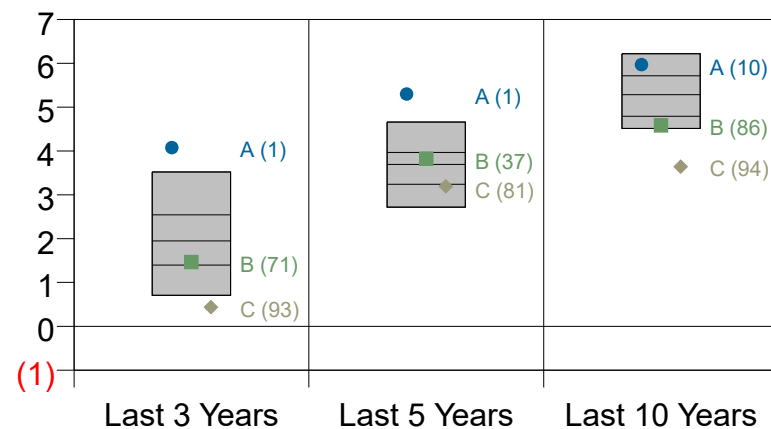 7
6
5
4
3
2
1
0
(1)
A (1)
B (71)
C (93)
A (1)
B (37)
C (81)
A (10)
B (86)
C (94)
Last 3 Years
Last 5 Years
Last 10 Years